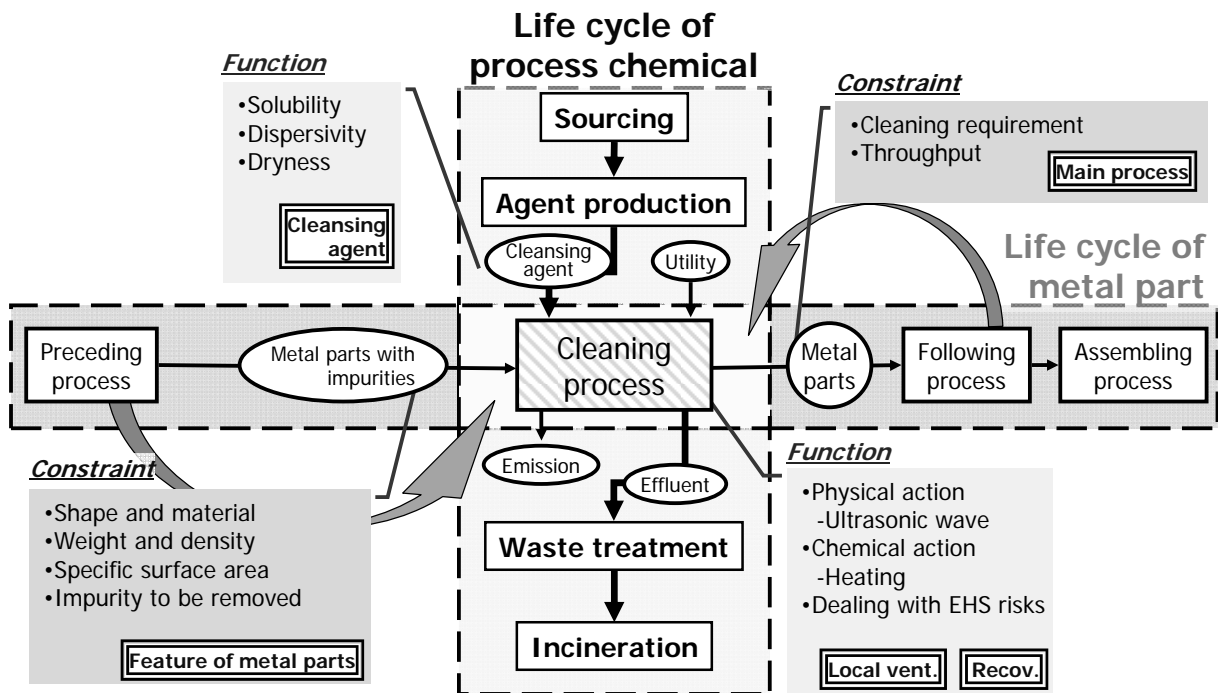 Life cycle of
process chemical
Function
•Solubility
•Dispersivity
•Dryness
Cleansing
agent
Constraint
•Cleaning requirement
•Throughput
Main process
Sourcing
Agent production
Cleansing
agent
Utility
Life cycle of
metal part
Preceding
process
Metal parts with
impurities
Cleaning
process
Metal
parts
Following
process
Assembling
process
Emission
Effluent
Waste treatment
Incineration
Constraint
•Shape and material
•Weight and density
•Specific surface area
•Impurity to be removed
Feature of metal parts
Function
•Physical action
-Ultrasonic wave
•Chemical action
-Heating
•Dealing with EHS risks
Local vent.
Recov.